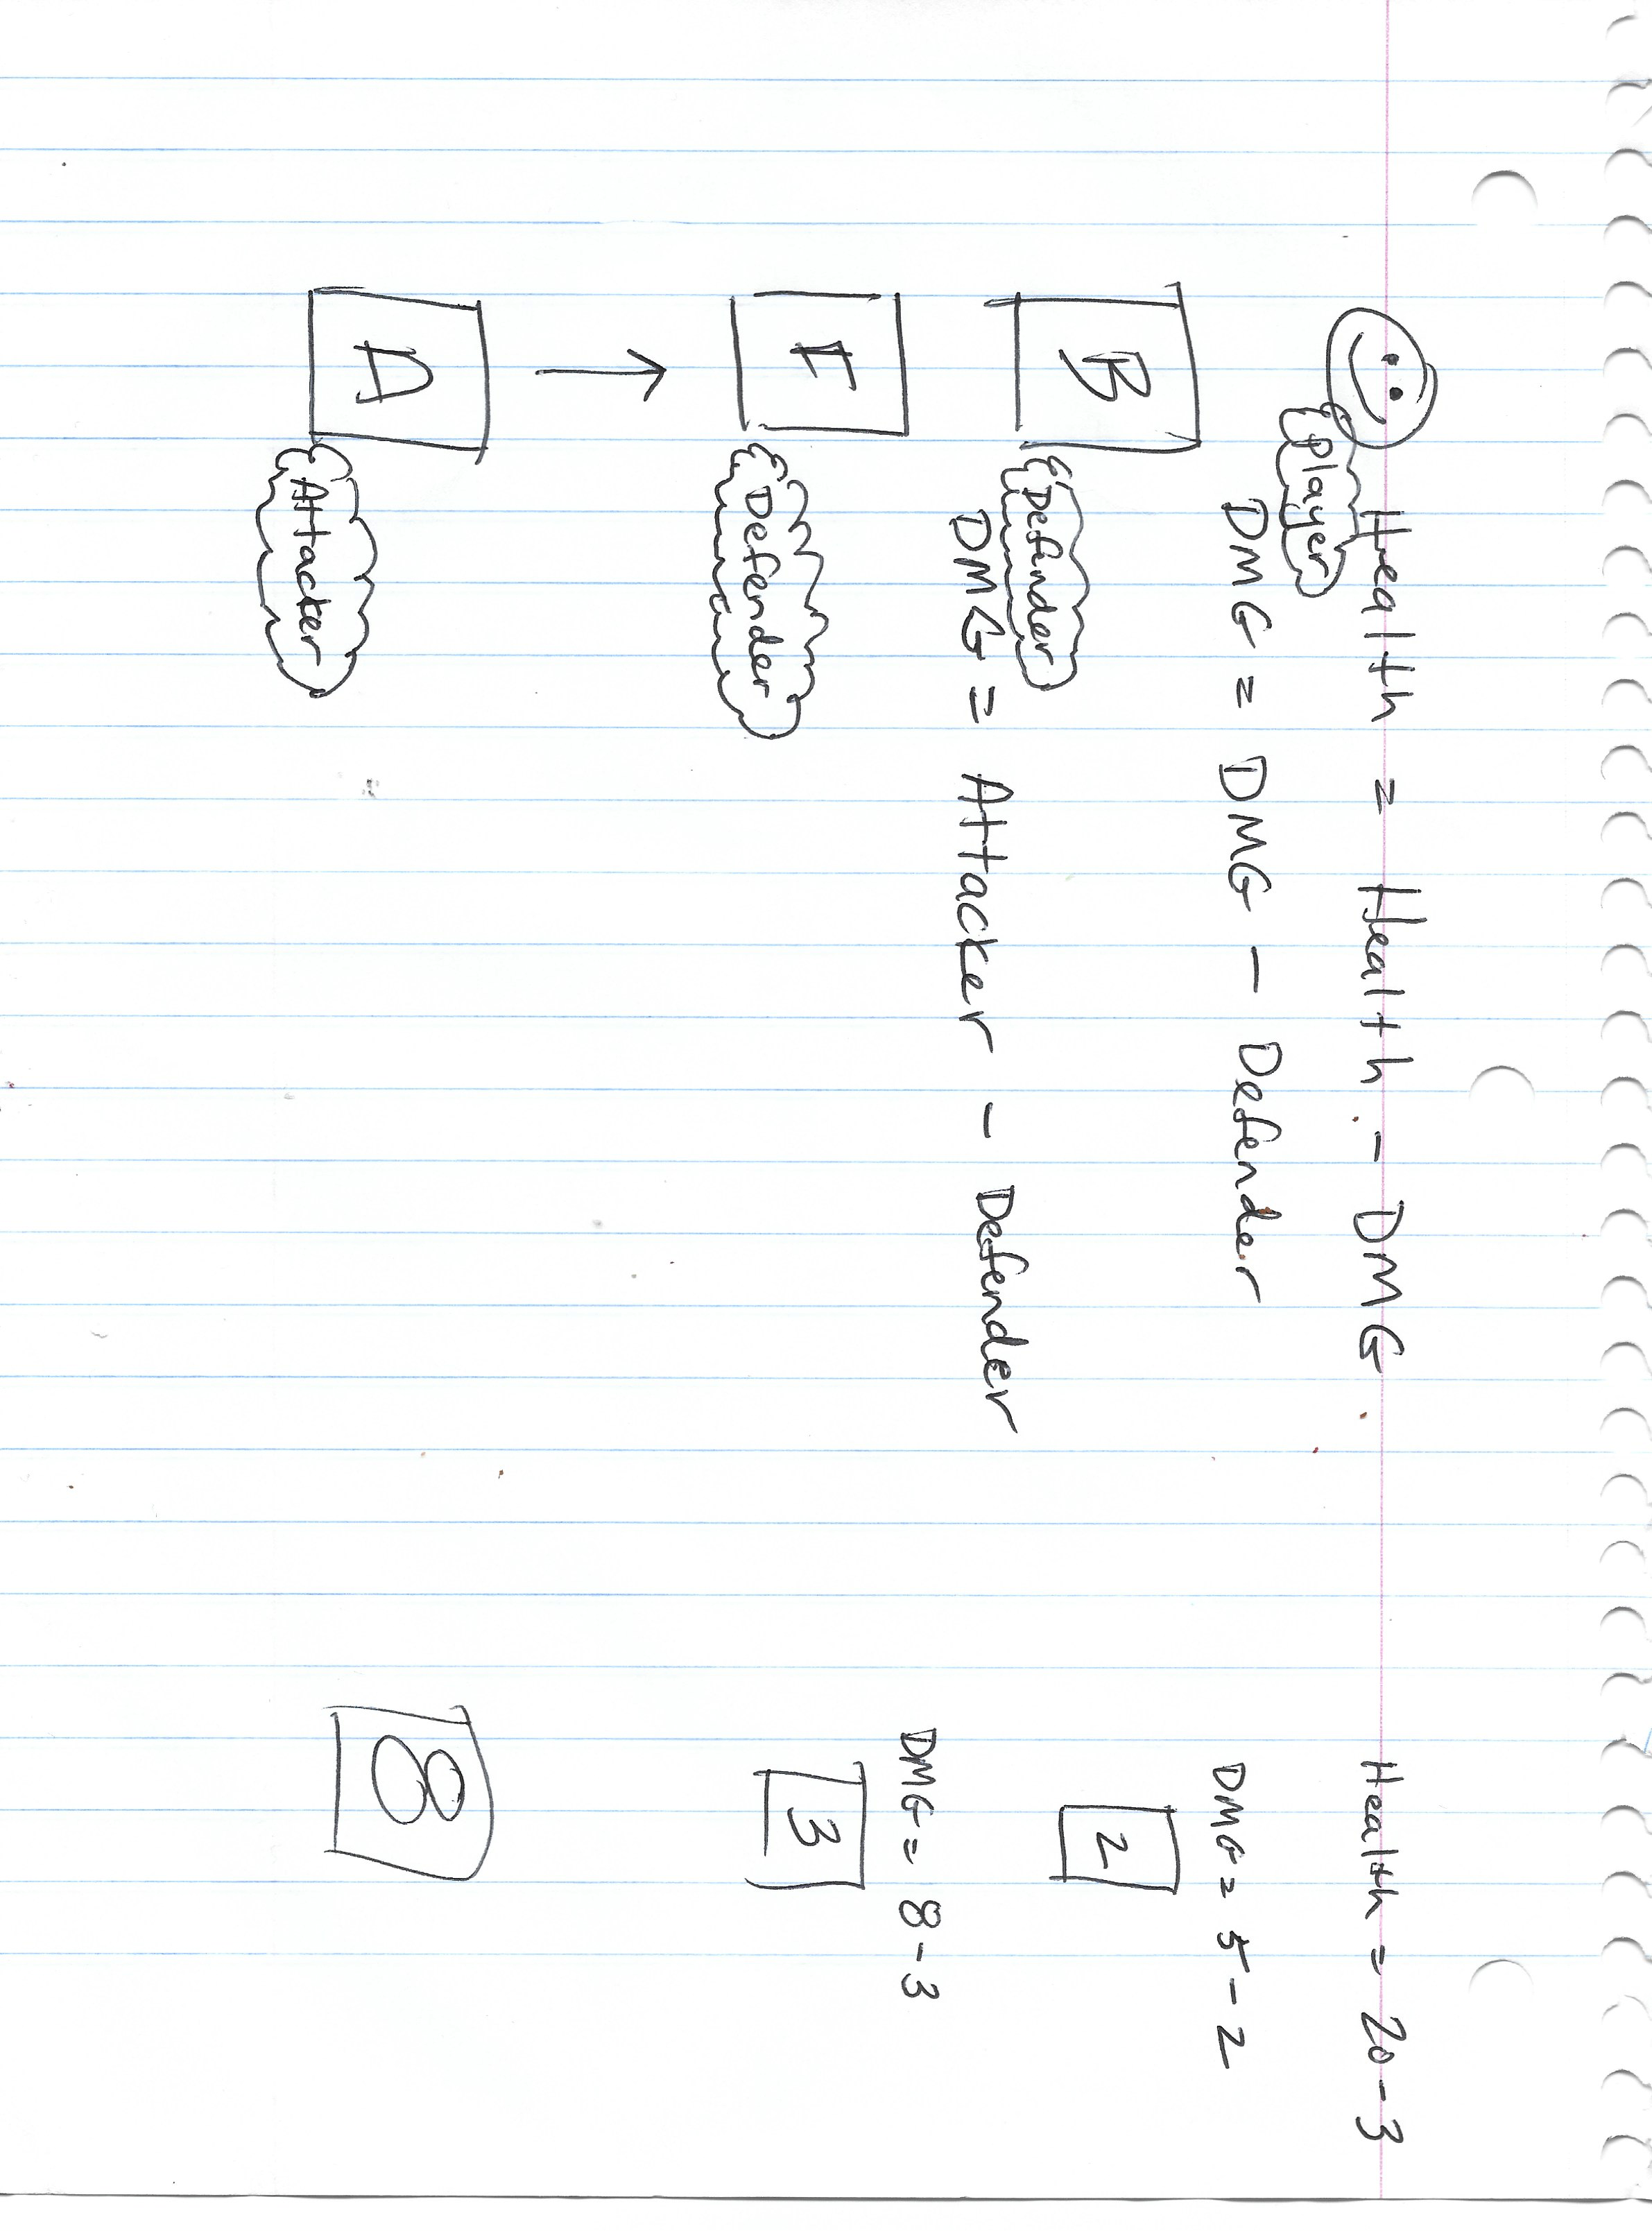 Health = Health - DMG
Player
DMG = DMG - Defender
B
Defender
DMG = Attacker - Defender
F
Defender
A
Attacker
Health = 20-3
DMG = 5-2
2
DMG = 8-3
3
8